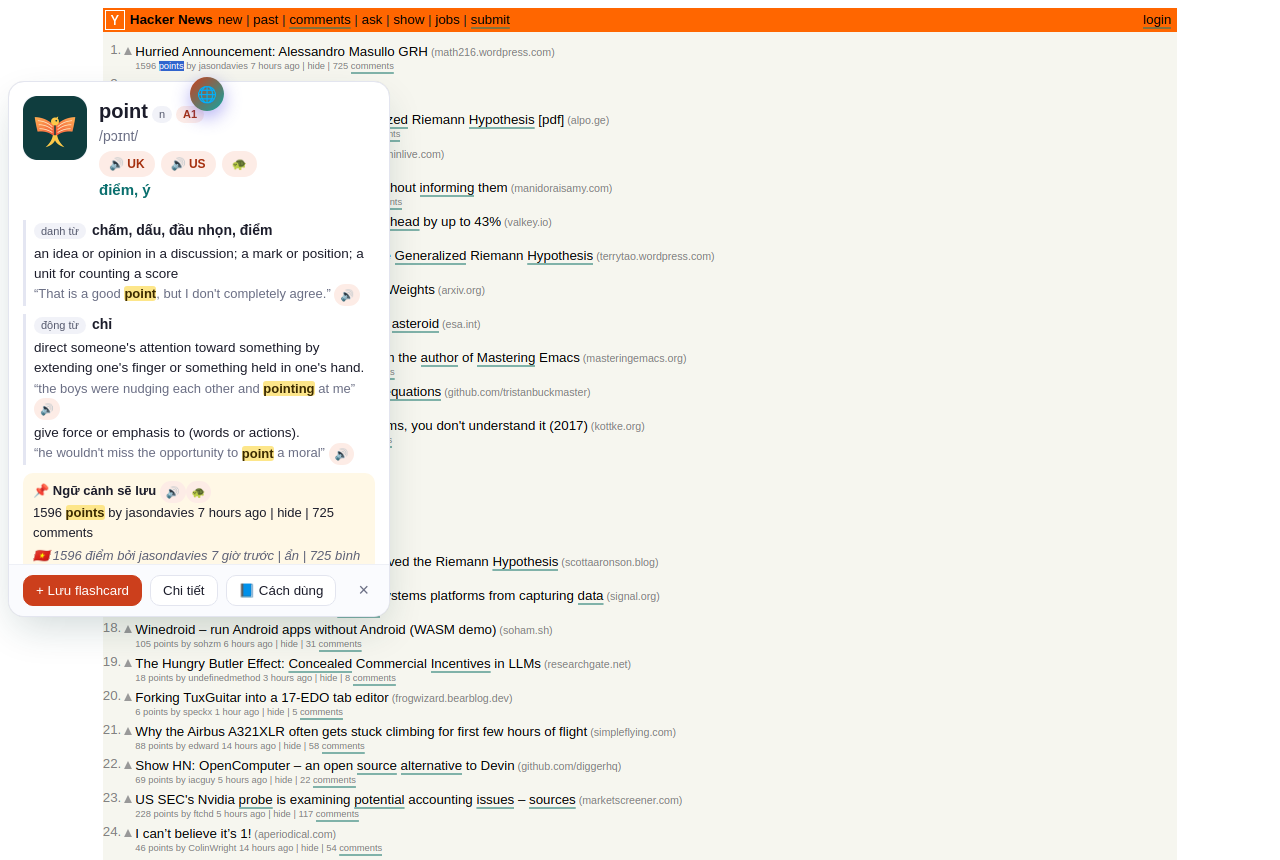 Y Hacker News new | past | comments | ask | show | jobs | submit login
1. Hurried Announcement: Alessandro Masullo GRH (math216.wordpress.com)
1596 points by jasondavies 7 hours ago | hide | 725 comments
point n A1
/pɔɪnt/
UK US
điểm, ý
danh từ chấm, dấu, đầu nhọn, điểm
an idea or opinion in a discussion; a mark or position; a
unit for counting a score
“That is a good point, but I don't completely agree.”
động từ chỉ
direct someone's attention toward something by
extending one's finger or something held in one's hand.
“the boys were nudging each other and pointing at me”
give force or emphasis to (words or actions).
“he wouldn't miss the opportunity to point a moral”
Ngữ cảnh sẽ lưu
1596 points by jasondavies 7 hours ago | hide | 725
comments
1596 điểm bởi jasondavies 7 giờ trước | ẩn | 725 bình
+ Lưu flashcard Chi tiết Cách dùng ×
Riemann Hypothesis [pdf] (alpo.ge)
informing them (manidoraisamy.com)
head by up to 43% (valkey.io)
Generalized Riemann Hypothesis (terrytao.wordpress.com)
Weights (arxiv.org)
asteroid (esa.int)
the author of Mastering Emacs (masteringemacs.org)
(github.com/tristanbuckmaster)
you don't understand it (2017) (kottke.org)
the Riemann Hypothesis (scottaaronson.blog)
platforms from capturing data (signal.org)
18. Winedroid – run Android apps without Android (WASM demo) (soham.sh)
105 points by sohzm 6 hours ago | hide | 31 comments
19. The Hungry Butler Effect: Concealed Commercial Incentives in LLMs (researchgate.net)
18 points by undefinedmethod 3 hours ago | hide | 8 comments
20. Forking TuxGuitar into a 17-EDO tab editor (frogwizard.bearblog.dev)
6 points by speckx 1 hour ago | hide | 5 comments
21. Why the Airbus A321XLR often gets stuck climbing for first few hours of flight (simpleflying.com)
88 points by edward 14 hours ago | hide | 58 comments
22. Show HN: OpenComputer – an open source alternative to Devin (github.com/diggerhq)
69 points by iacguy 5 hours ago | hide | 22 comments
23. US SEC's Nvidia probe is examining potential accounting issues – sources (marketscreener.com)
228 points by ftchd 5 hours ago | hide | 117 comments
24. I can’t believe it’s 1! (aperiodical.com)
46 points by ColinWright 14 hours ago | hide | 54 comments